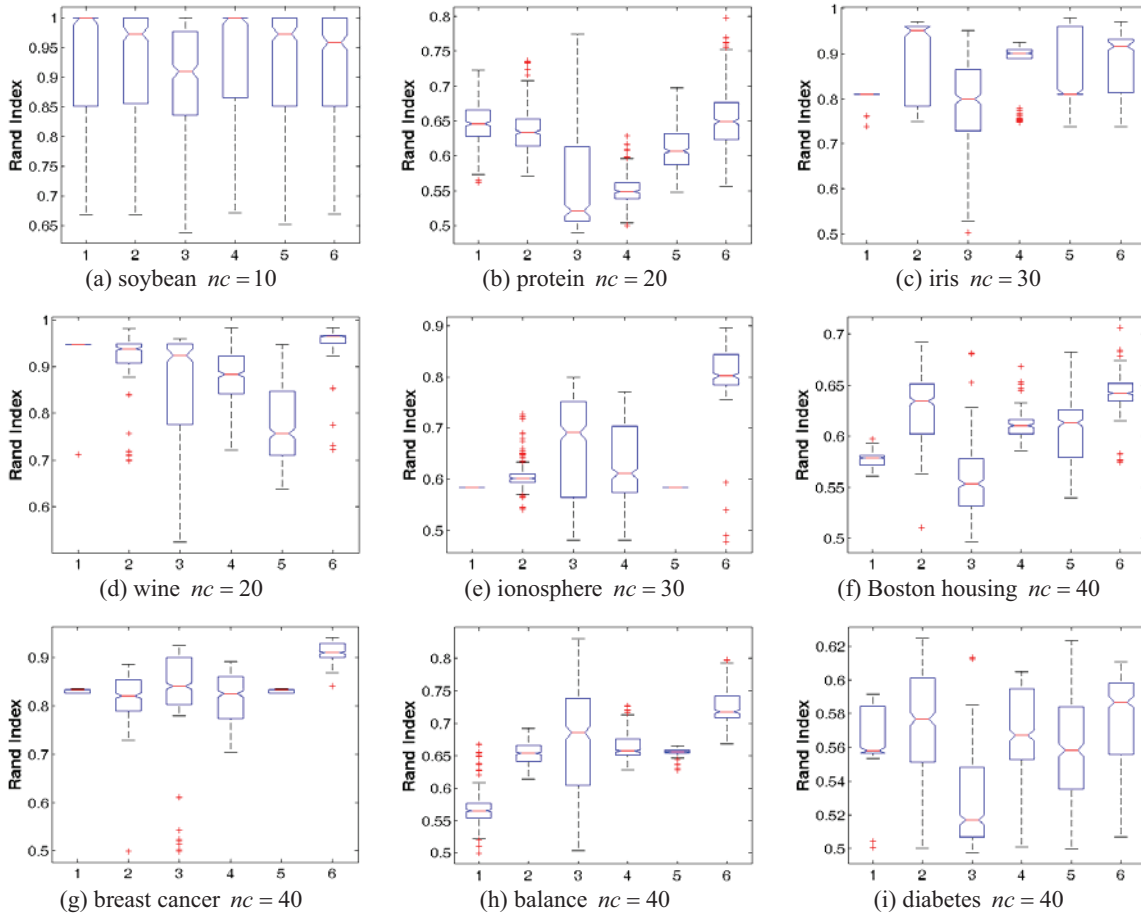 Rand Index
1
0.95
0.9
0.85
0.8
0.75
0.7
0.65
1 2 3 4 5 6
(a) soybean nc = 10
Rand Index
0.8
0.75
0.7
0.65
0.6
0.55
0.5
1 2 3 4 5 6
(b) protein nc = 20
Rand Index
1
0.9
0.8
0.7
0.6
0.5
1 2 3 4 5 6
(c) iris nc = 30
Rand Index
1
0.9
0.8
0.7
0.6
1 2 3 4 5 6
(d) wine nc = 20
Rand Index
0.9
0.8
0.7
0.6
0.5
1 2 3 4 5 6
(e) ionosphere nc = 30
Rand Index
0.7
0.65
0.6
0.55
0.5
1 2 3 4 5 6
(f) Boston housing nc = 40
Rand Index
0.9
0.8
0.7
0.6
0.5
1 2 3 4 5 6
(g) breast cancer nc = 40
Rand Index
0.85
0.8
0.75
0.7
0.65
0.6
0.55
0.5
1 2 3 4 5 6
(h) balance nc = 40
Rand Index
0.62
0.6
0.58
0.56
0.54
0.52
0.5
1 2 3 4 5 6
(i) diabetes nc = 40